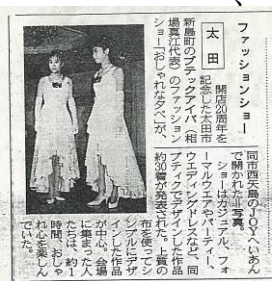 ファッションショー
太田
開店20周年を
記念した太田市
新島町のブテックアイバ(相
場真江代表)のファッション
ショー「おしゃれな夕べ」が、
同市西矢島のJOYへいあん
で開かれた=写真。
ショーはカジュアル、フォ
ーマルウエアやパーティー、
ウエディングドレスなど、同
ブティクでデザインした作品
約30着が発表された。上質の
布を使ってシ
ンプルにデザ
インした作品
が中心。会場
に集まった人
たちは、約1
時間、おしゃ
れ心を楽しん
でいた。